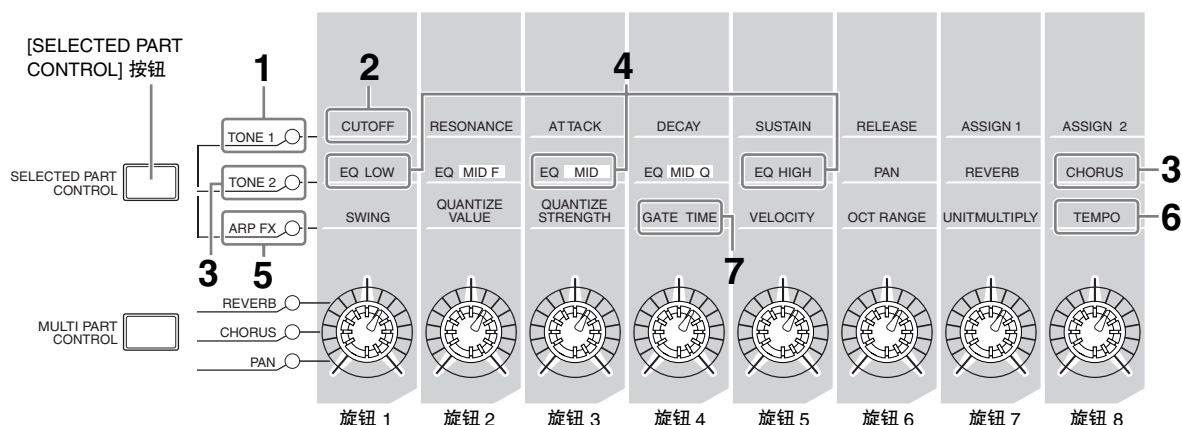 [SELECTED PART
CONTROL] 按钮
1
2
4
TONE 1
CUTOFF
RESONANCE
ATTACK
DECAY
SUSTAIN
RELEASE
ASSIGN 1
ASSIGN 2
SELECTED PART
CONTROL
3
TONE 2
EQ LOW
EQ MID F
EQ MID
EQ MID Q
EQ HIGH
PAN
REVERB
CHORUS
3
ARP FX
SWING
QUANTIZE
VALUE
QUANTIZE
STRENGTH
GATE TIME
VELOCITY
OCT RANGE
UNITMULTIPLY
TEMPO
6
5
7
MULTI PART
CONTROL
REVERB
CHORUS
PAN
旋钮 1
旋钮 2
旋钮 3
旋钮 4
旋钮 5
旋钮 6
旋钮 7
旋钮 8